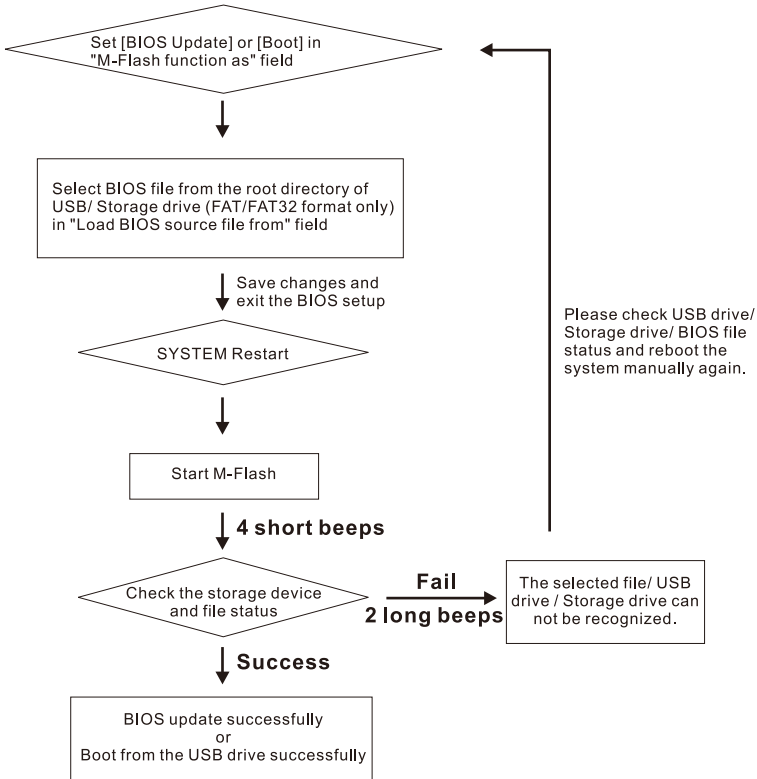 Set [BIOS Update] or [Boot] in
"M-Flash function as" field
Select BIOS file from the root directory of
USB/ Storage drive (FAT/FAT32 format only)
in "Load BIOS source file from" field
Save changes and
exit the BIOS setup
Please check USB drive/
Storage drive/ BIOS file
status and reboot the
system manually again.
SYSTEM Restart
Start M-Flash
4 short beeps
Check the storage device
and file status
Fail
2 long beeps
The selected file/ USB
drive / Storage drive can
not be recognized.
Success
BIOS update successfully
or
Boot from the USB drive successfully